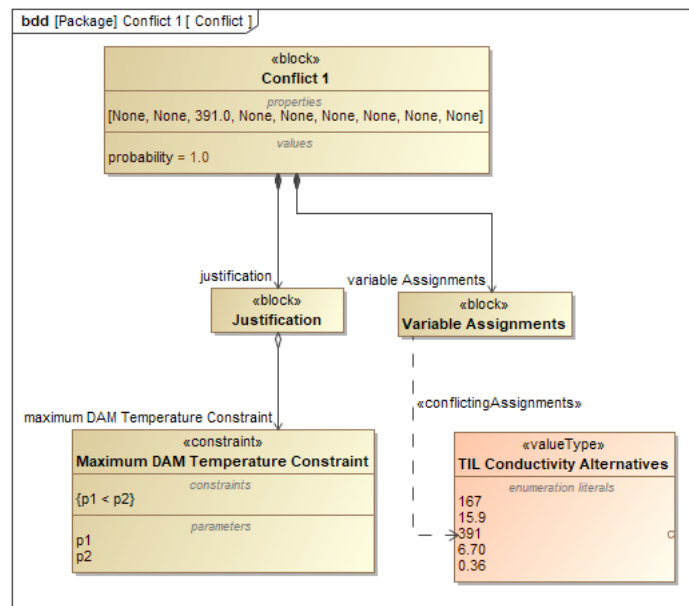 bdd [Package] Conflict 1 [ Conflict ]
«block»
Conflict 1
properties
[None, None, 391.0, None, None, None, None, None, None]
values
probability = 1.0
justification
variable Assignments
«block»
Justification
«block»
Variable Assignments
«conflictingAssignments»
maximum DAM Temperature Constraint
«constraint»
Maximum DAM Temperature Constraint
constraints
{p1 < p2}
parameters
p1
p2
«valueType»
TIL Conductivity Alternatives
enumeration literals
167
15.9
391
6.70
0.36